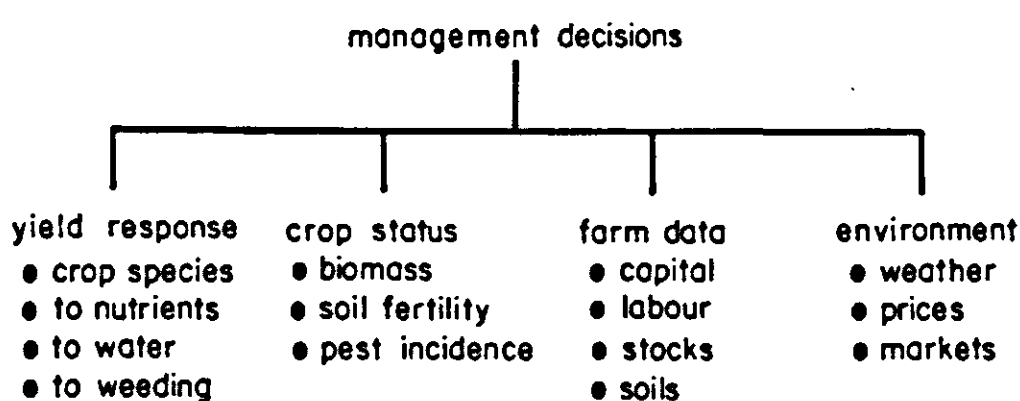 management decisions
yield response
● crop species
● to nutrients
● to water
● to weeding
crop status
● biomass
● soil fertility
● pest incidence
farm data
● capital
● labour
● stocks
● soils
environment
● weather
● prices
● markets